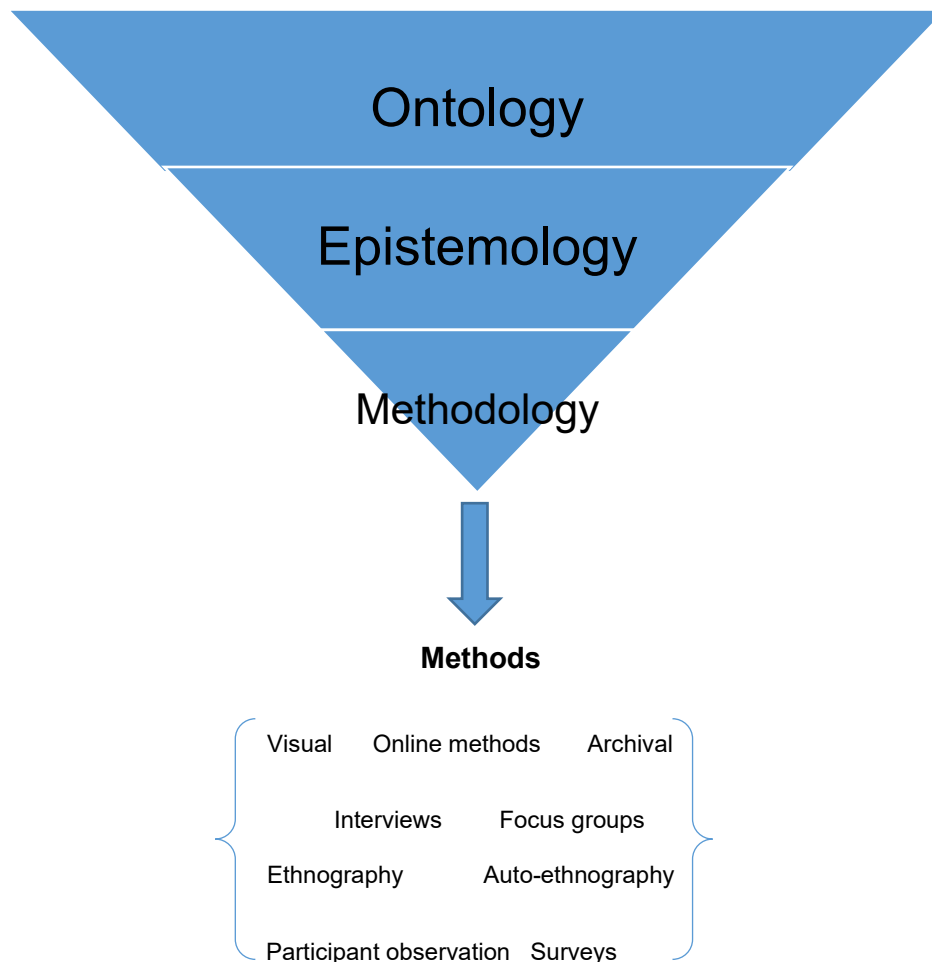 Ontology
Epistemology
Methodology
Methods
Visual Online methods Archival
Interviews Focus groups
Ethnography Auto-ethnography
Participant observation Surveys